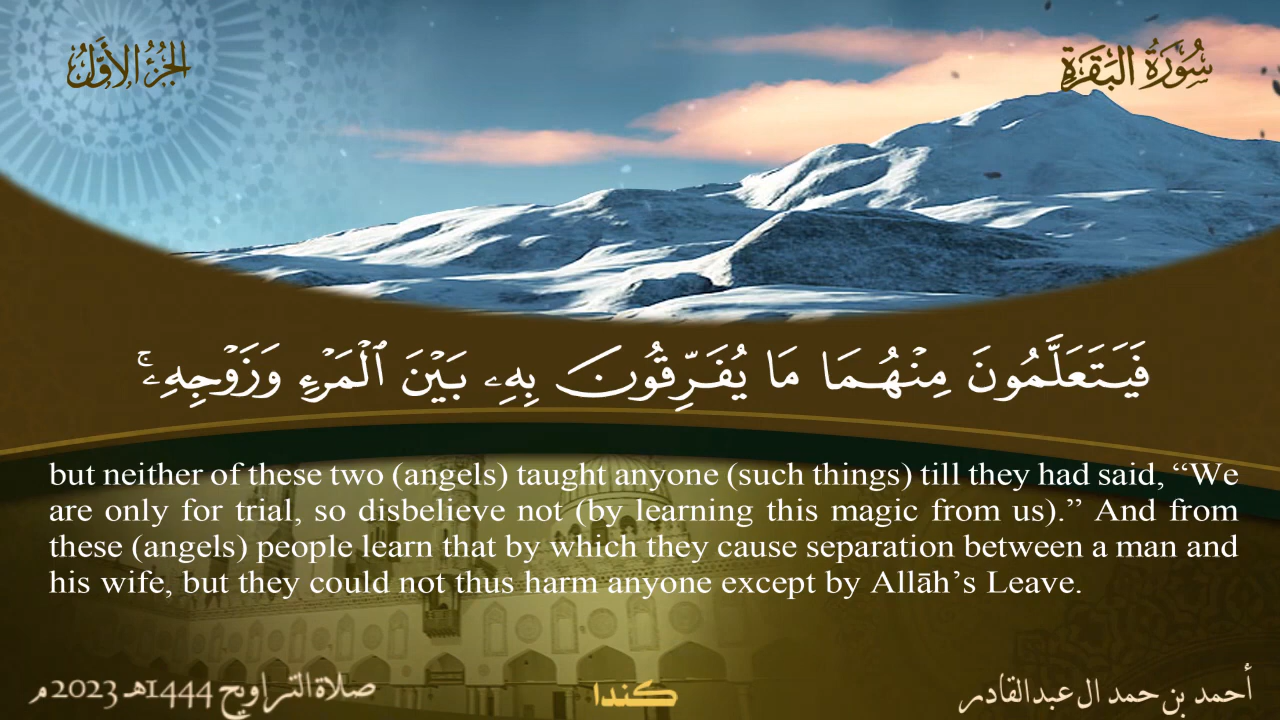 سُورَةُ البَقَرَةِ
الجُزْءُ الأَوَّلُ
فَيَتَعَلَّمُونَ مِنْهُمَا مَا يُفَرِّقُونَ بِهِۦ بَيْنَ ٱلْمَرْءِ وَزَوْجِهِۦۚ
but neither of these two (angels) taught anyone (such things) till they had said, “We
are only for trial, so disbelieve not (by learning this magic from us).” And from
these (angels) people learn that by which they cause separation between a man and
his wife, but they could not thus harm anyone except by Allāh’s Leave.
أحمد بن حمد ال عبدالقادر
كندا
صلاة التراويح 1444هـ 2023م